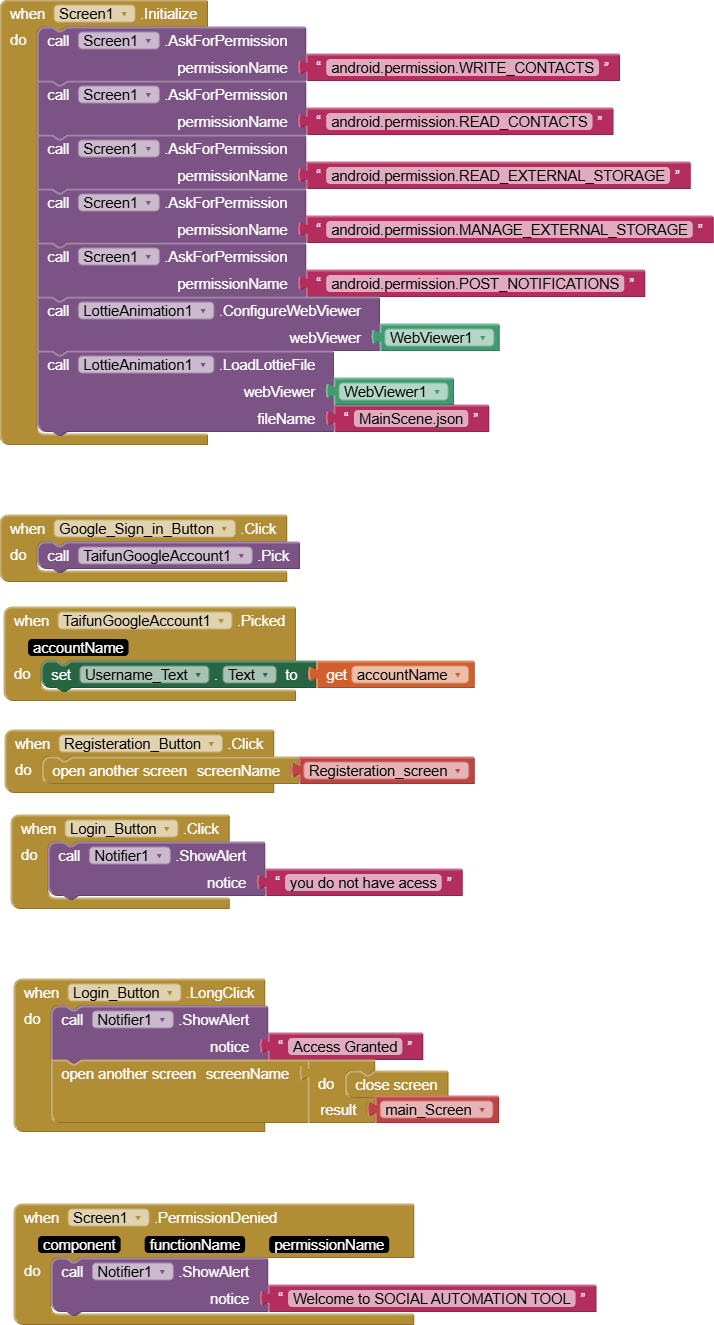 when Screen1 .Initialize
do call Screen1 .AskForPermission
permissionName “ android.permission.WRITE_CONTACTS ”
call Screen1 .AskForPermission
permissionName “ android.permission.READ_CONTACTS ”
call Screen1 .AskForPermission
permissionName “ android.permission.READ_EXTERNAL_STORAGE ”
call Screen1 .AskForPermission
permissionName “ android.permission.MANAGE_EXTERNAL_STORAGE ”
call Screen1 .AskForPermission
permissionName “ android.permission.POST_NOTIFICATIONS ”
call LottieAnimation1 .ConfigureWebViewer
webViewer WebViewer1
call LottieAnimation1 .LoadLottieFile
webViewer WebViewer1
fileName “ MainScene.json ”
when Google_Sign_in_Button .Click
do call TaifunGoogleAccount1 .Pick
when TaifunGoogleAccount1 .Picked
accountName
do set Username_Text . Text to get accountName
when Registeration_Button .Click
do open another screen screenName Registeration_screen
when Login_Button .Click
do call Notifier1 .ShowAlert
notice “ you do not have acess ”
when Login_Button .LongClick
do call Notifier1 .ShowAlert
notice “ Access Granted ”
open another screen screenName do close screen
result main_Screen
when Screen1 .PermissionDenied
component functionName permissionName
do call Notifier1 .ShowAlert
notice “ Welcome to SOCIAL AUTOMATION TOOL ”